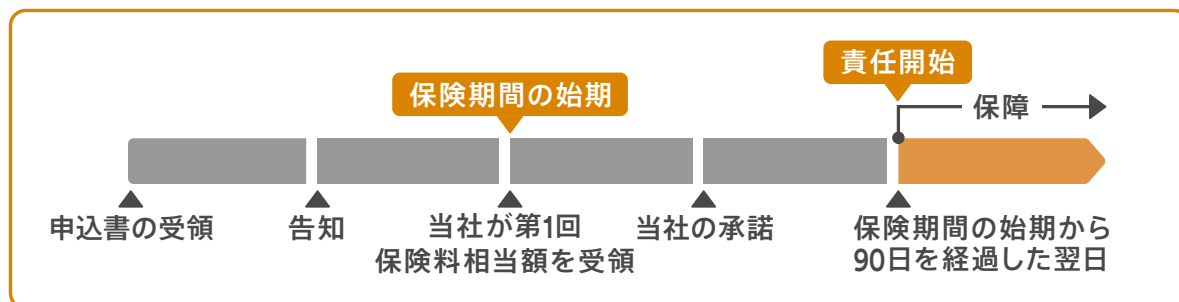 責任開始
保険期間の始期
保障
申込書の受領
告知
当社が第1回
保険料相当額を受領
当社の承諾
保険期間の始期から
90日を経過した翌日